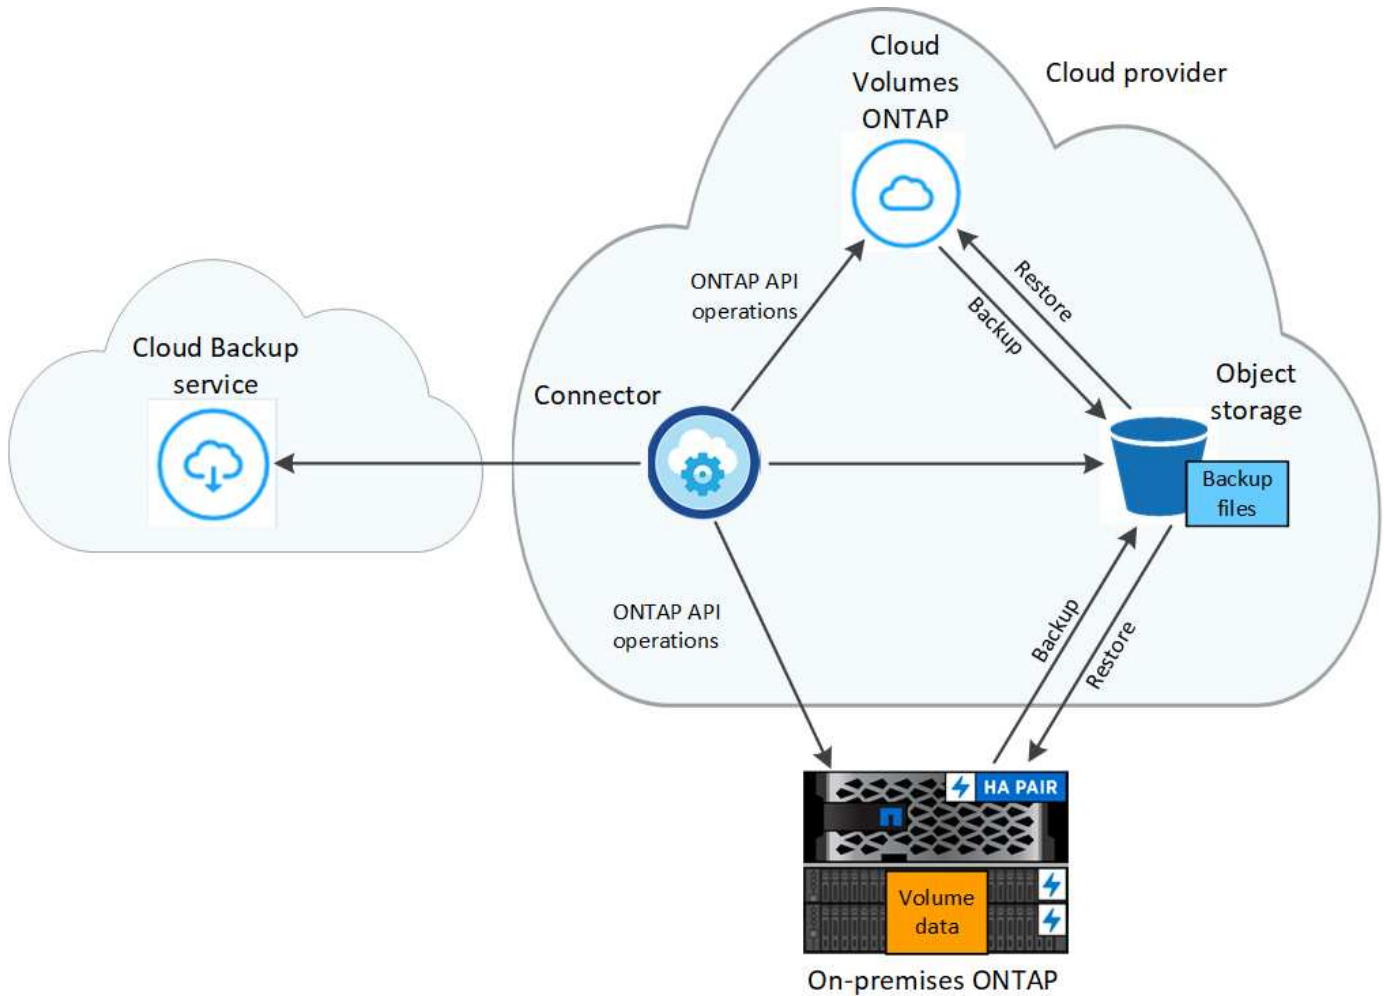 Cloud
Volumes
ONTAP
Cloud provider
ONTAP API
operations
Restore
Backup
Cloud Backup
service
Connector
Object
storage
Backup
files
ONTAP API
operations
Backup
Restore
HA PAIR
Volume
data
On-premises ONTAP